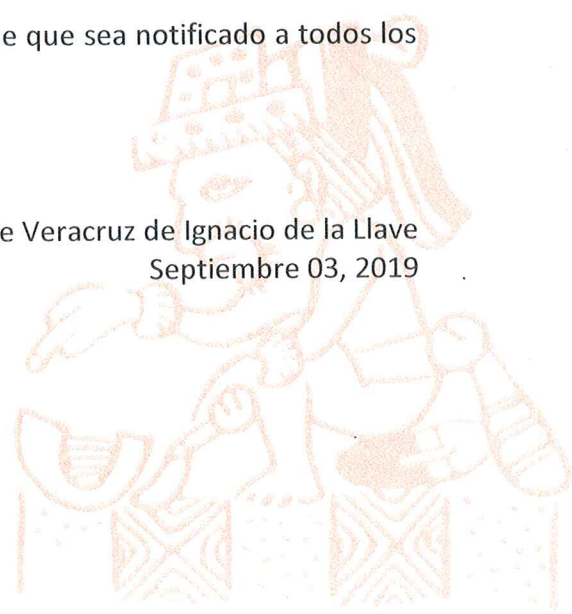 e que sea notificado a todos los
e Veracruz de Ignacio de la Llave
Septiembre 03, 2019